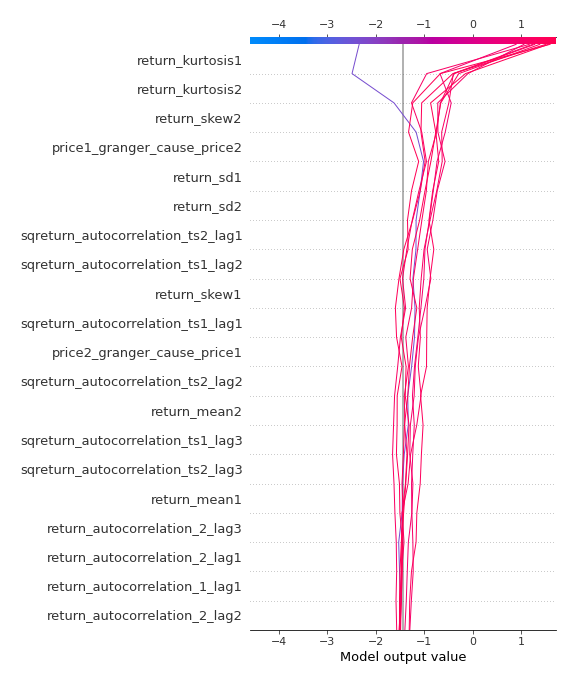 −4 −3 −2 −1 0 1
return_kurtosis1
return_kurtosis2
return_skew2
price1_granger_cause_price2
return_sd1
return_sd2
sqreturn_autocorrelation_ts2_lag1
sqreturn_autocorrelation_ts1_lag2
return_skew1
sqreturn_autocorrelation_ts1_lag1
price2_granger_cause_price1
sqreturn_autocorrelation_ts2_lag2
return_mean2
sqreturn_autocorrelation_ts1_lag3
sqreturn_autocorrelation_ts2_lag3
return_mean1
return_autocorrelation_2_lag3
return_autocorrelation_2_lag1
return_autocorrelation_1_lag1
return_autocorrelation_2_lag2
−4 −3 −2 −1 0 1
Model output value